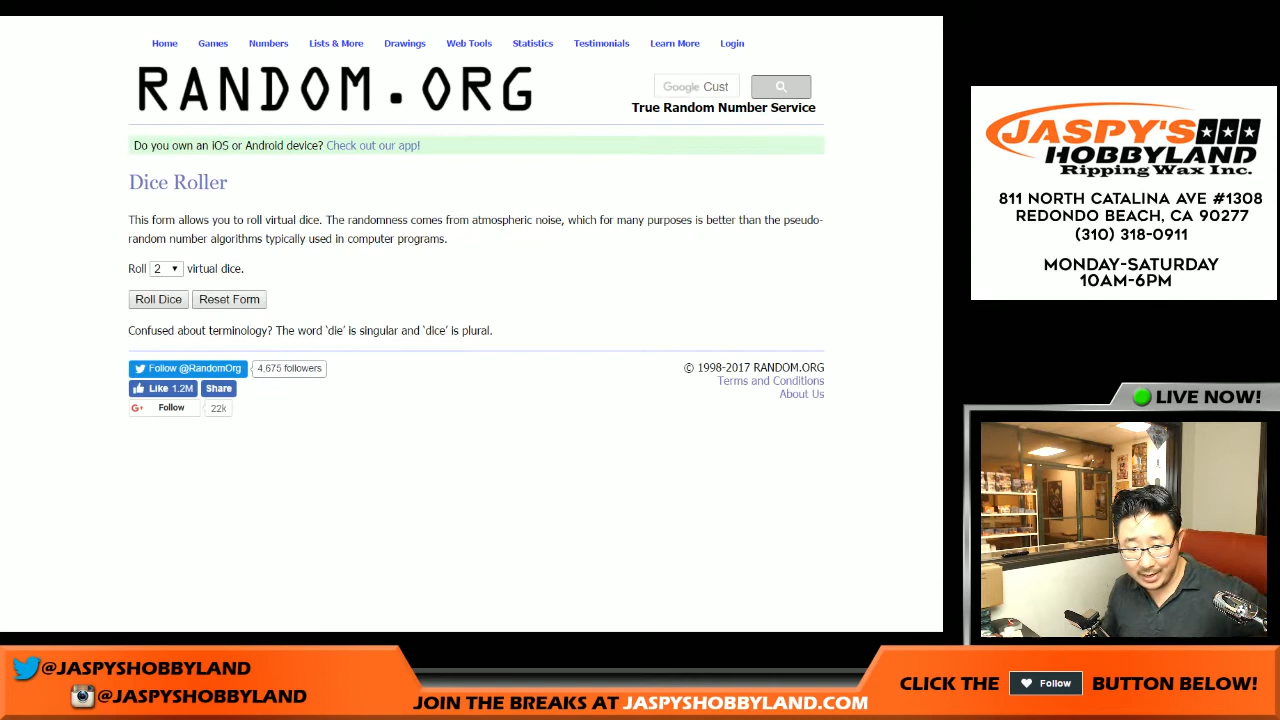 Home Games Numbers Lists & More Drawings Web Tools Statistics Testimonials Learn More Login
RANDOM.ORG
Google Cust
True Random Number Service
Do you own an iOS or Android device? Check out our app!
Dice Roller
This form allows you to roll virtual dice. The randomness comes from atmospheric noise, which for many purposes is better than the pseudo-
random number algorithms typically used in computer programs.
Roll 2 virtual dice.
Roll Dice Reset Form
Confused about terminology? The word ‘die’ is singular and ‘dice’ is plural.
Follow @RandomOrg 4,675 followers
Like 1.2M Share
G+ Follow 22k
© 1998-2017 RANDOM.ORG
Terms and Conditions
About Us
JASPY'S
HOBBYLAND
Ripping Wax Inc.
811 NORTH CATALINA AVE #1308
REDONDO BEACH, CA 90277
(310) 318-0911
MONDAY-SATURDAY
10AM-6PM
LIVE NOW!
@JASPYSHOBBYLAND
@JASPYSHOBBYLAND
JOIN THE BREAKS AT JASPYSHOBBYLAND.COM
CLICK THE Follow BUTTON BELOW!